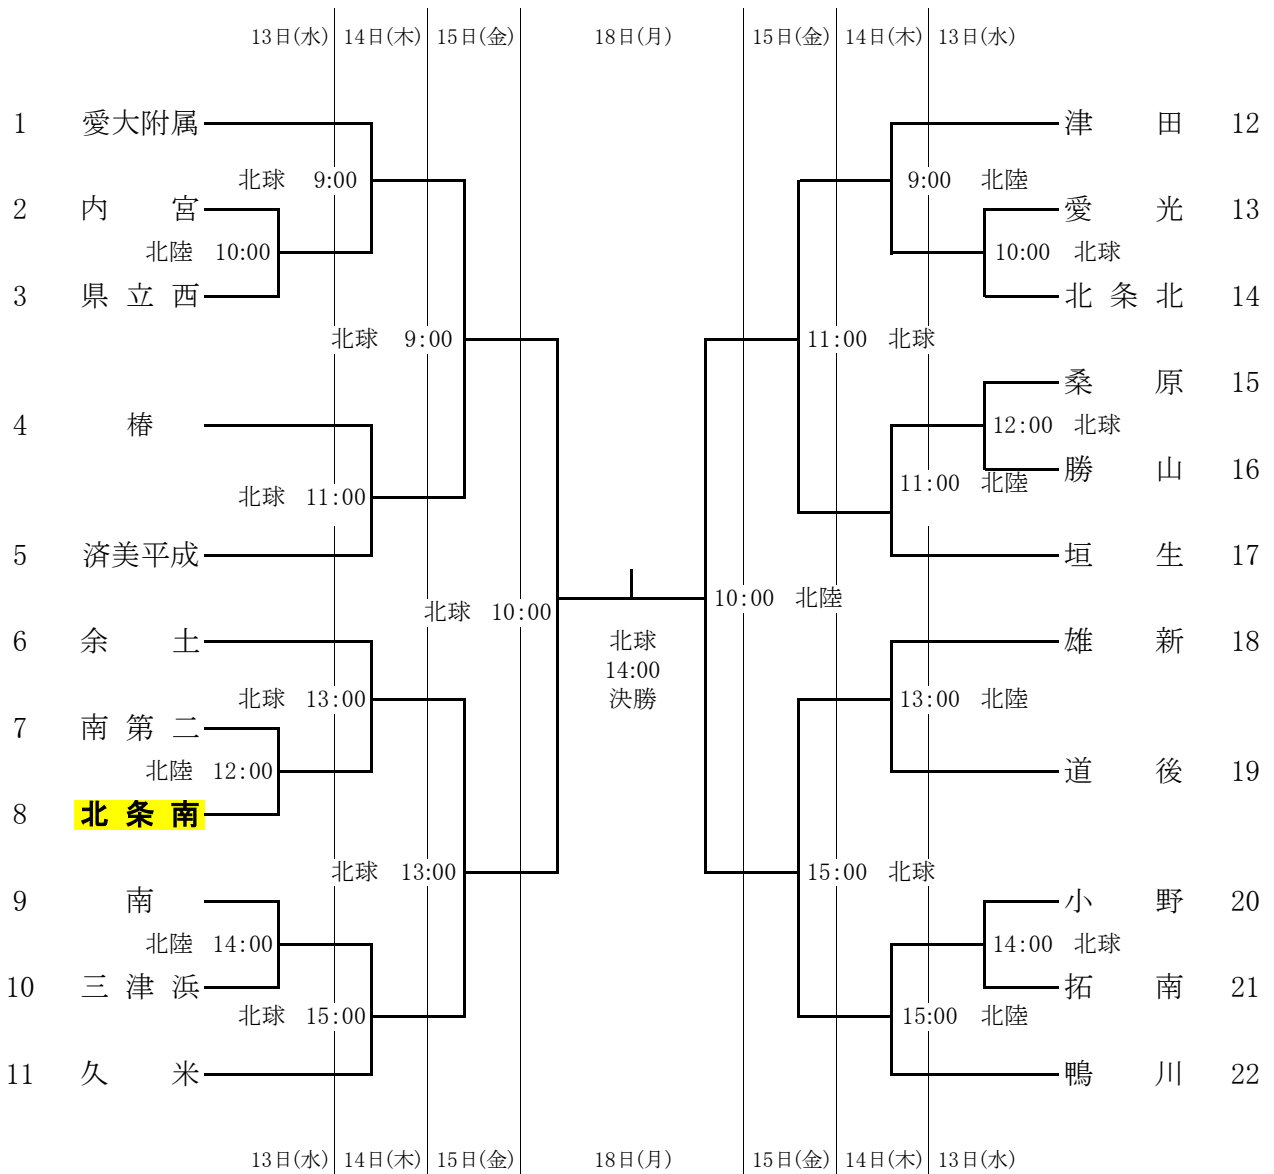 13日(水) 14日(木) 15日(金) 18日(月) 15日(金) 14日(木) 13日(水)
1 愛大附属 津田 12
北球 9:00 9:00 北陸
2 内宮 愛光 13
北陸 10:00 10:00 北球
3 県立西 北条北 14
北球 9:00 11:00 北球
桑原 15
4 椿 12:00 北球
勝山 16
北球 11:00 11:00 北陸
5 済美平成 垣生 17
北球 10:00 10:00 北陸
6 余土 北球 雄新 18
14:00
北球 13:00 決勝 13:00 北陸
7 南第二
北陸 12:00 道後 19
8 北条南
北球 13:00 15:00 北球
9 南 小野 20
北陸 14:00 14:00 北球
10 三津浜 拓南 21
北球 15:00 15:00 北陸
11 久米 鴨川 22
13日(水) 14日(木) 15日(金) 18日(月) 15日(金) 14日(木) 13日(水)